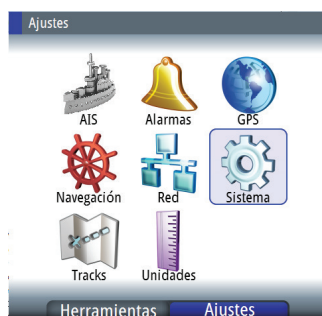 Ajustes
AIS Alarmas GPS
Navegación Red Sistema
Tracks Unidades
Herramientas Ajustes